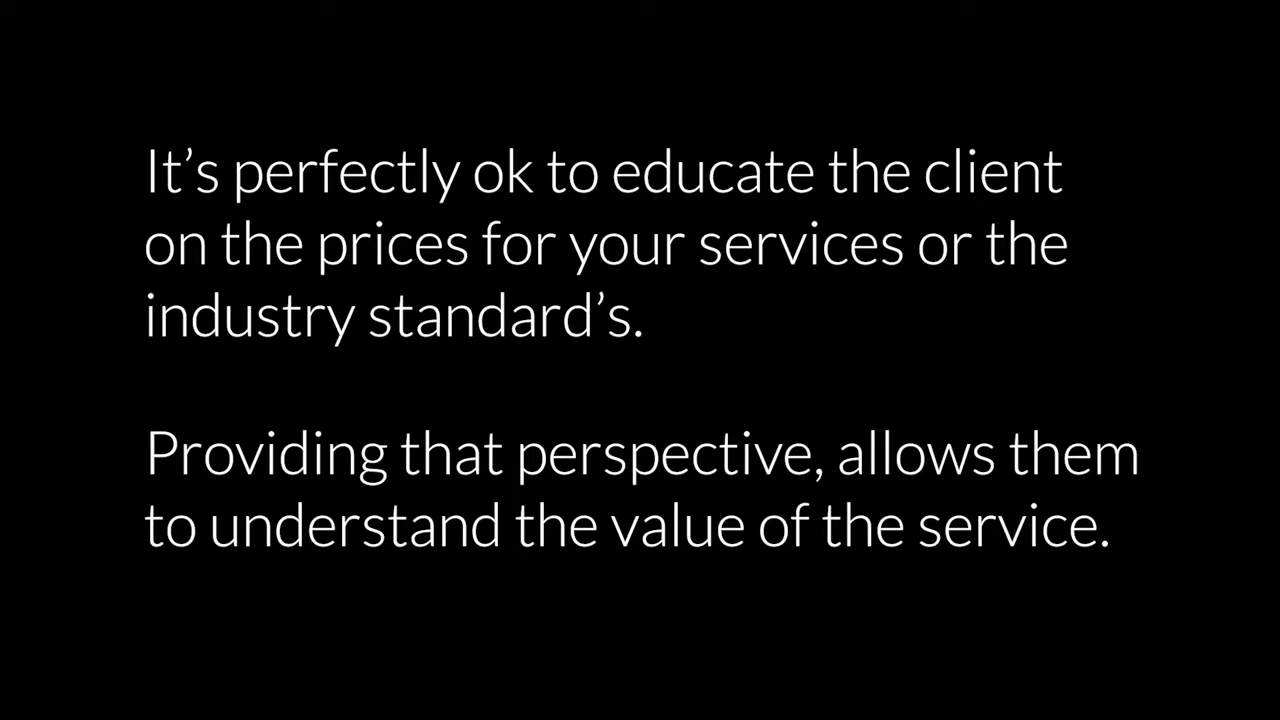 It’s perfectly ok to educate the client
on the prices for your services or the
industry standard’s.
Providing that perspective, allows them
to understand the value of the service.